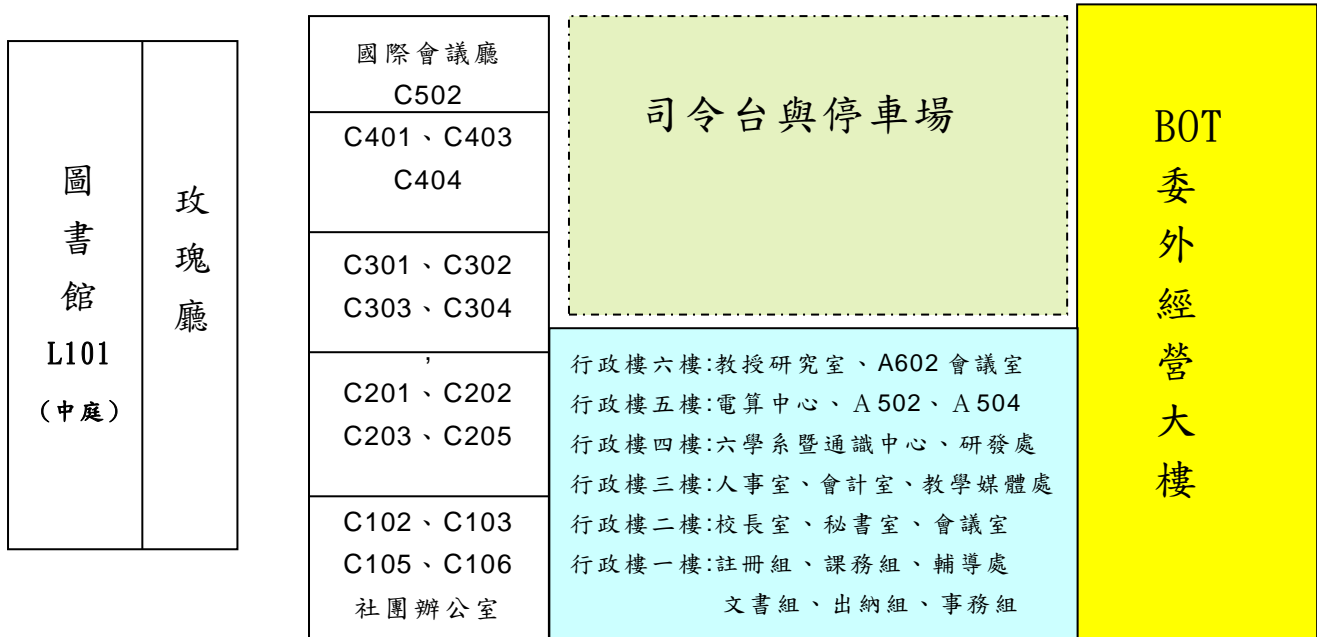 圖
書
館
L101
（中庭）
玫
瑰
廳
國際會議廳
C502
C401、C403
C404
C301、C302
C303、C304
,
C201、C202
C203、C205
C102、C103
C105、C106
社團辦公室
司令台與停車場
行政樓六樓:教授研究室、A602 會議室
行政樓五樓:電算中心、Ａ502、Ａ504
行政樓四樓:六學系暨通識中心、研發處
行政樓三樓:人事室、會計室、教學媒體處
行政樓二樓:校長室、秘書室、會議室
行政樓一樓:註冊組、課務組、輔導處
文書組、出納組、事務組
BOT
委
外
經
營
大
樓